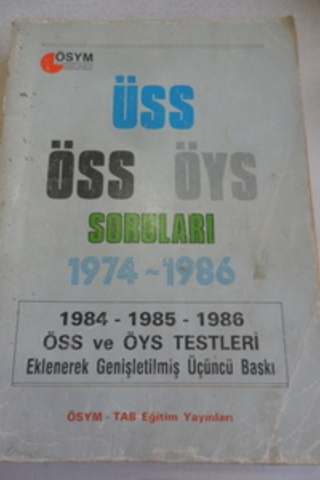 ÖSYM
ÜSS
ÖSS ÖYS
SORULARI
1974-1986
1984 - 1985 - 1986
ÖSS ve ÖYS TESTLERİ
Eklenerek Genişletilmiş Üçüncü Baskı
ÖSYM - TAB Eğitim Yayınları